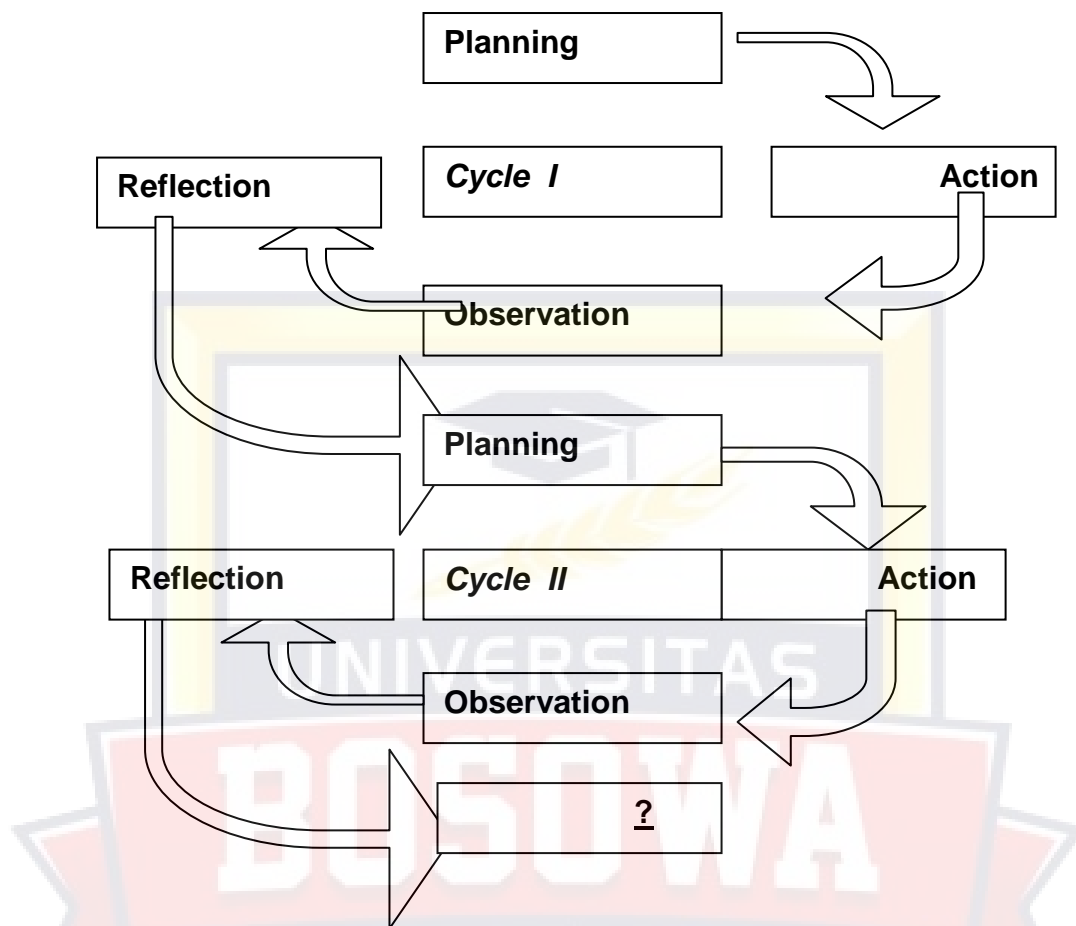 Planning
Reflection
Cycle I
Action
Observation
Planning
Reflection
Cycle II
Action
UNIVERSITAS
Observation
BOSOWA
?